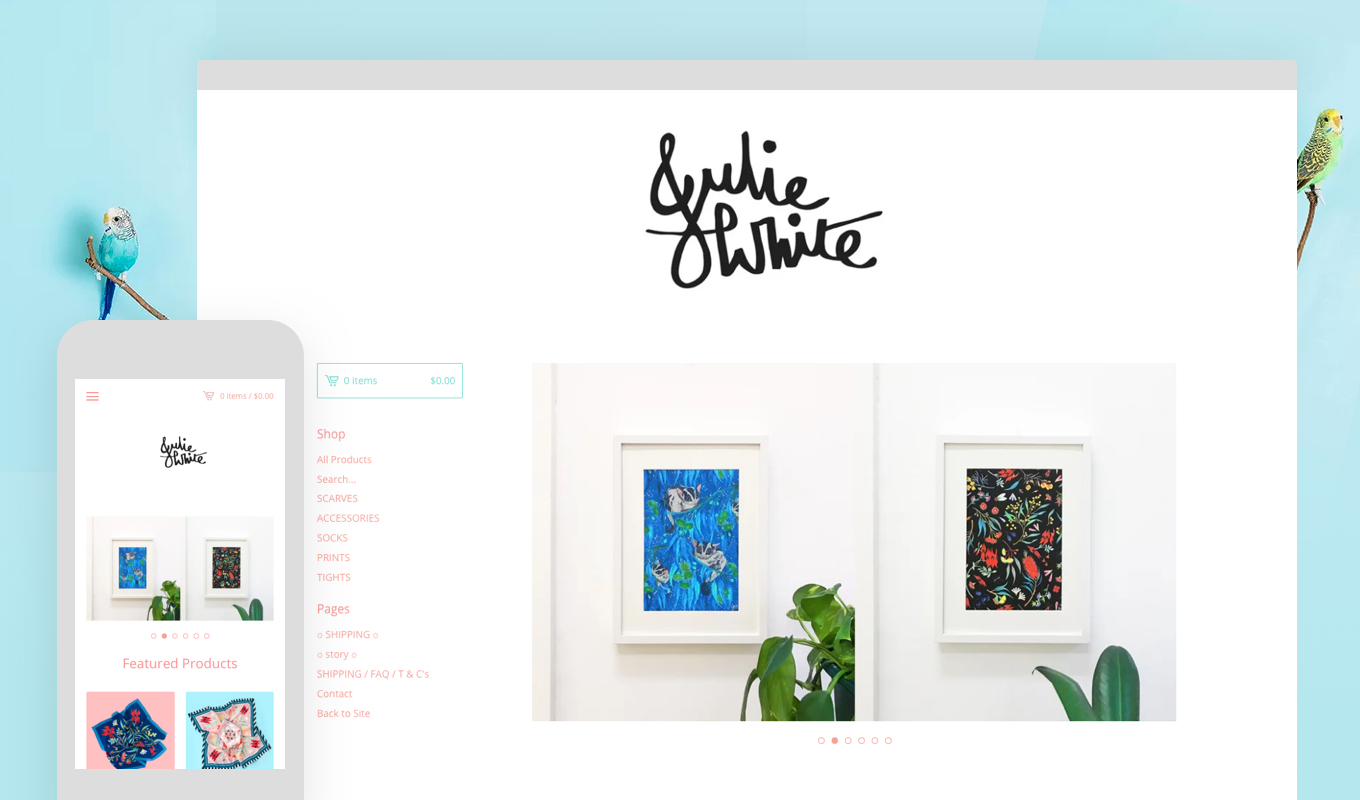 Julie
White
0 items $0.00
Shop
All Products
Search...
SCARVES
ACCESSORIES
SOCKS
PRINTS
TIGHTS
Pages
○ SHIPPING ○
○ story ○
SHIPPING / FAQ / T & C's
Contact
Back to Site
0 items / $0.00
Julie
White
Featured Products